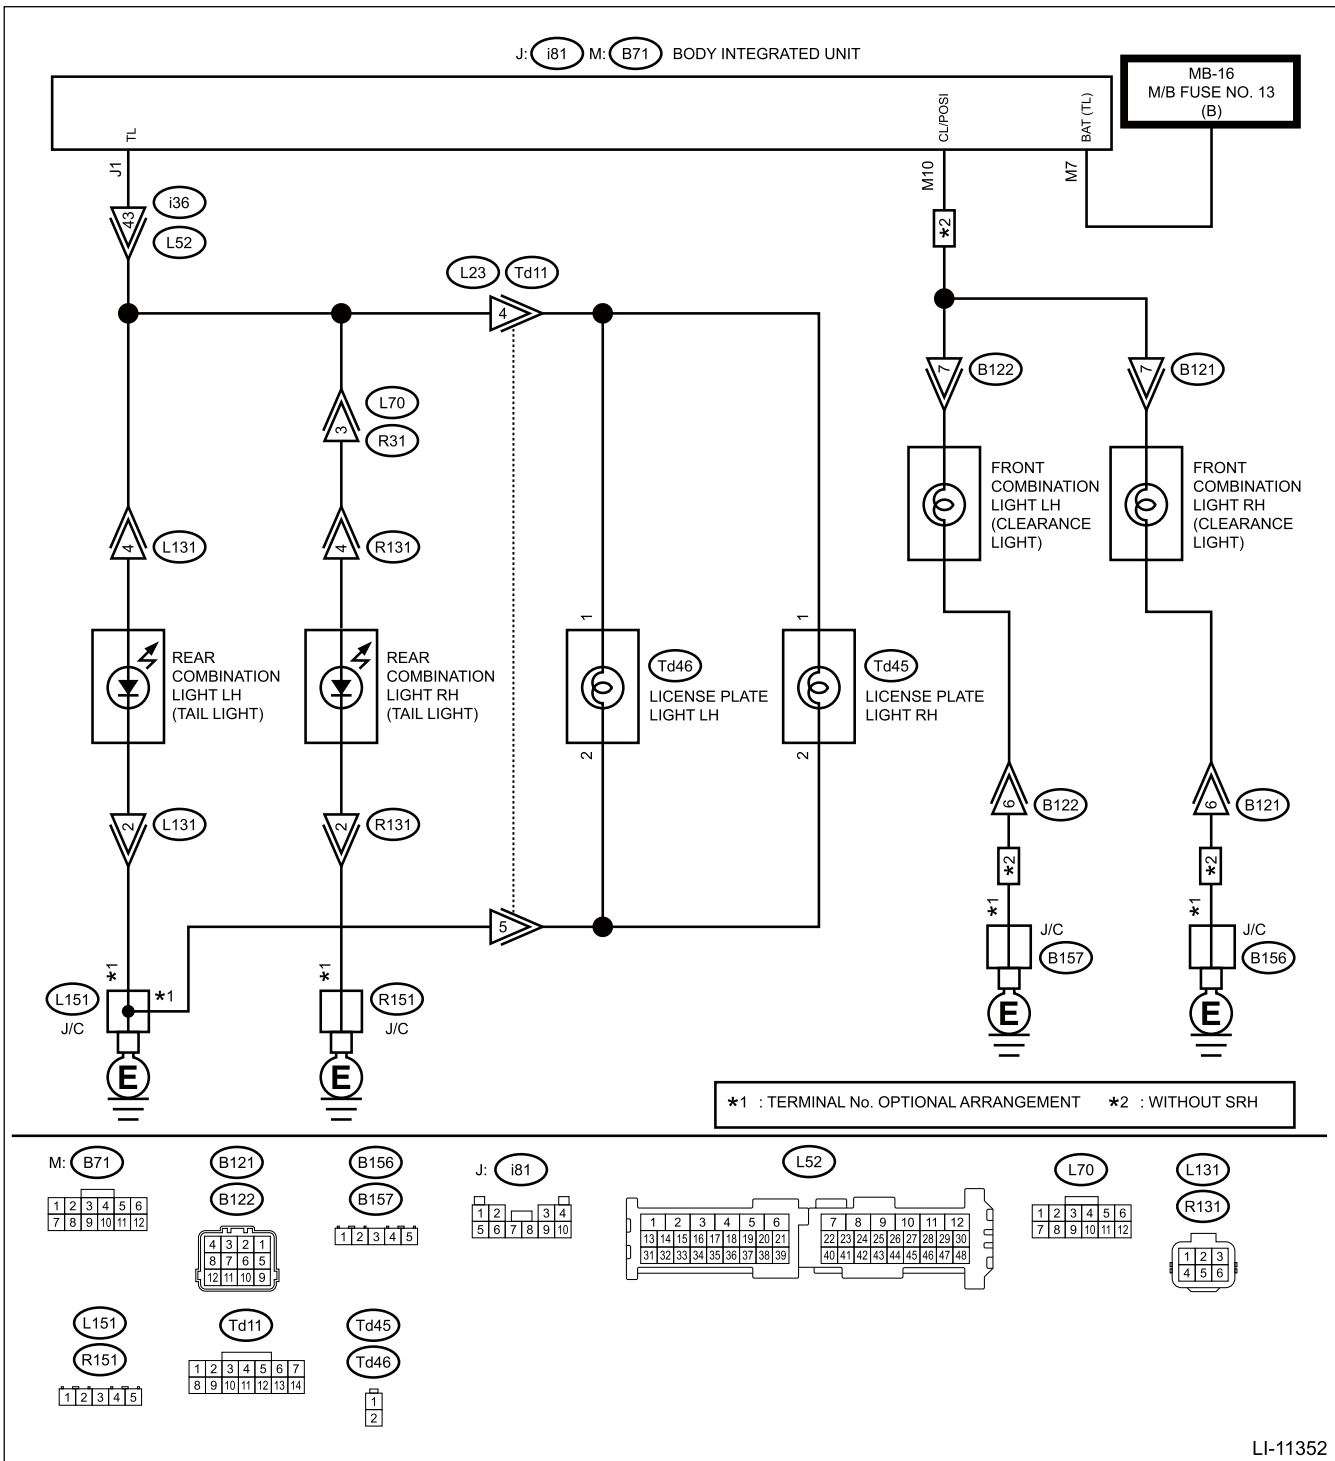 J: i81 M: B71 BODY INTEGRATED UNIT
MB-16
M/B FUSE NO. 13
(B)
TL
CL/POSI
BAT (TL)
J1
M10
M7
43
i36
L52
*2
L23 Td11
4
7
B122
7
B121
L70
3
R31
FRONT
COMBINATION
LIGHT LH
(CLEARANCE
LIGHT)
FRONT
COMBINATION
LIGHT RH
(CLEARANCE
LIGHT)
4
L131
4
R131
REAR
COMBINATION
LIGHT LH
(TAIL LIGHT)
REAR
COMBINATION
LIGHT RH
(TAIL LIGHT)
1
Td46
LICENSE PLATE
LIGHT LH
2
1
Td45
LICENSE PLATE
LIGHT RH
2
2
L131
2
R131
6
B122
6
B121
*2
*2
5
*1
*1
J/C
B157
J/C
B156
*1
*1
*1
L151
J/C
R151
J/C
E
E
E
E
*1 : TERMINAL No. OPTIONAL ARRANGEMENT *2 : WITHOUT SRH
M: B71
1 2 3 4 5 6
7 8 9 10 11 12
B121
B122
4 3 2 1
8 7 6 5
12 11 10 9
B156
B157
1 2 3 4 5
J: i81
1 2 3 4
5 6 7 8 9 10
L52
1 2 3 4 5 6 7 8 9 10 11 12
13 14 15 16 17 18 19 20 21 22 23 24 25 26 27 28 29 30
31 32 33 34 35 36 37 38 39 40 41 42 43 44 45 46 47 48
L70
1 2 3 4 5 6
7 8 9 10 11 12
L131
R131
1 2 3
4 5 6
L151
R151
1 2 3 4 5
Td11
1 2 3 4 5 6 7
8 9 10 11 12 13 14
Td45
Td46
1
2
LI-11352